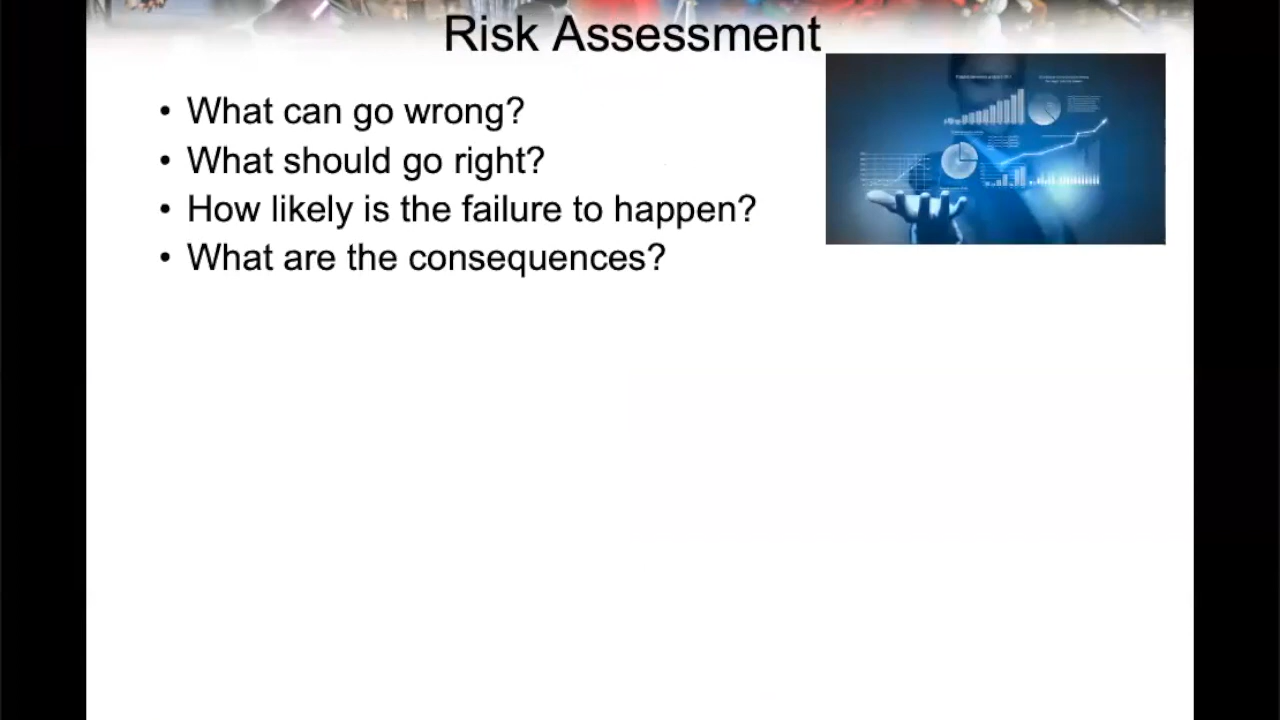 Risk Assessment
• What can go wrong?
• What should go right?
• How likely is the failure to happen?
• What are the consequences?